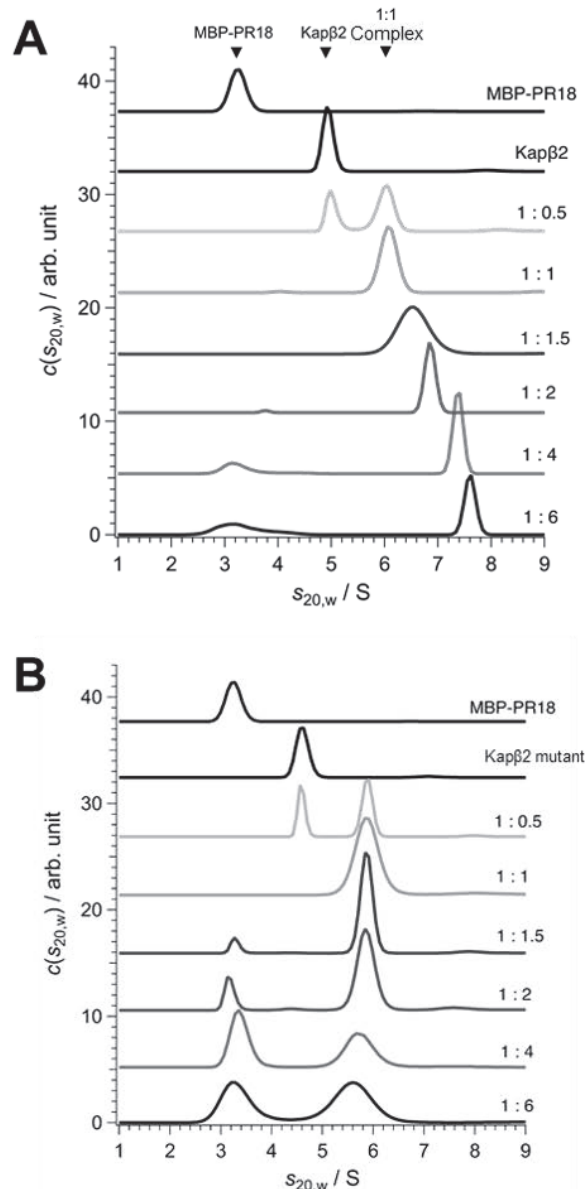 A
MBP-PR18 Kapβ2 1:1 Complex
▼ ▼ ▼
40
30
20
10
0
c(s20,w) / arb. unit
MBP-PR18
Kapβ2
1 : 0.5
1 : 1
1 : 1.5
1 : 2
1 : 4
1 : 6
1 2 3 4 5 6 7 8 9
s20,w / S
B
40
30
20
10
0
c(s20,w) / arb. unit
MBP-PR18
Kapβ2 mutant
1 : 0.5
1 : 1
1 : 1.5
1 : 2
1 : 4
1 : 6
1 2 3 4 5 6 7 8 9
s20,w / S